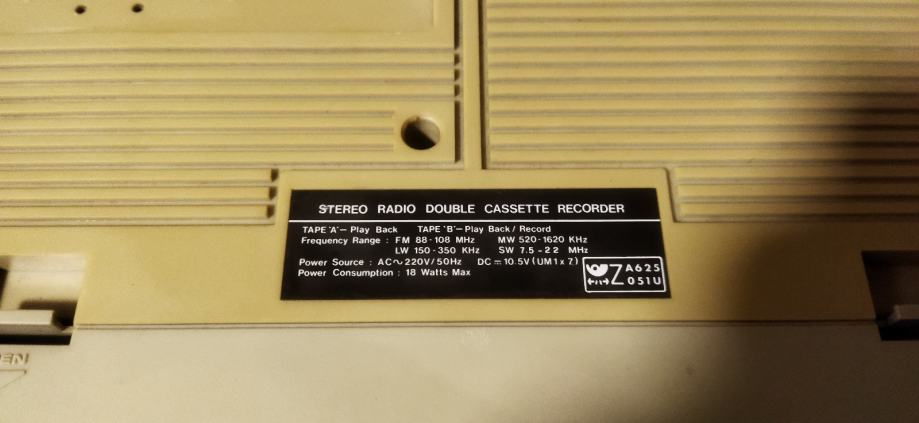 STEREO RADIO DOUBLE CASSETTE RECORDER
TAPE 'A'– Play Back TAPE 'B'– Play Back / Record
Frequency Range : FM 88 - 108 MHz MW 520 - 1620 KHz
LW 150 - 350 KHz SW 7.5 - 22 MHz
Power Source : AC ∿ 220V/50Hz DC ⎓ 10.5V (UM1 x 7)
Power Consumption : 18 Watts Max
Z A625
051U
EN